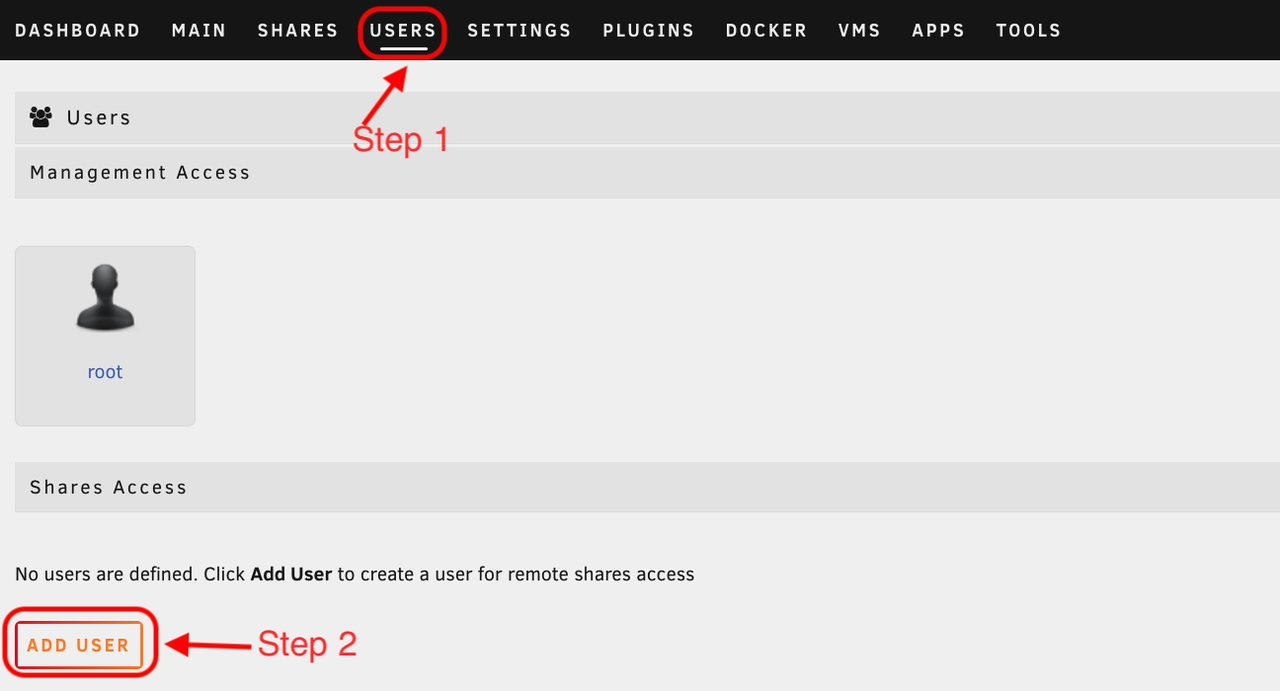 DASHBOARD MAIN SHARES USERS SETTINGS PLUGINS DOCKER VMS APPS TOOLS
Users
Step 1
Management Access
root
Shares Access
No users are defined. Click Add User to create a user for remote shares access
ADD USER Step 2